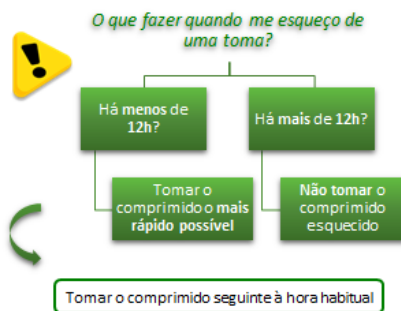 O que fazer quando me esqueço de
uma toma?
Há menos de
12h?
Há mais de 12h?
Tomar o
comprimido o mais
rápido possível
Não tomar o
comprimido
esquecido
Tomar o comprimido seguinte à hora habitual